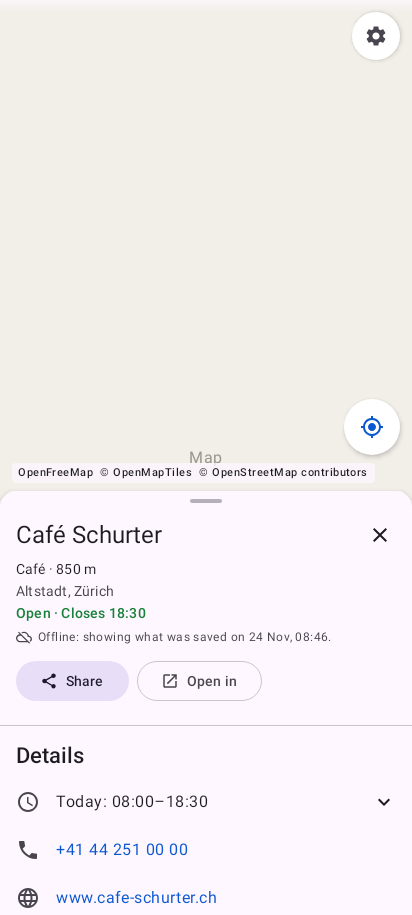 Map
OpenFreeMap © OpenMapTiles © OpenStreetMap contributors
Café Schurter
Café · 850 m
Altstadt, Zürich
Open · Closes 18:30
Offline: showing what was saved on 24 Nov, 08:46.
Share
Open in
Details
Today: 08:00–18:30
+41 44 251 00 00
www.cafe-schurter.ch